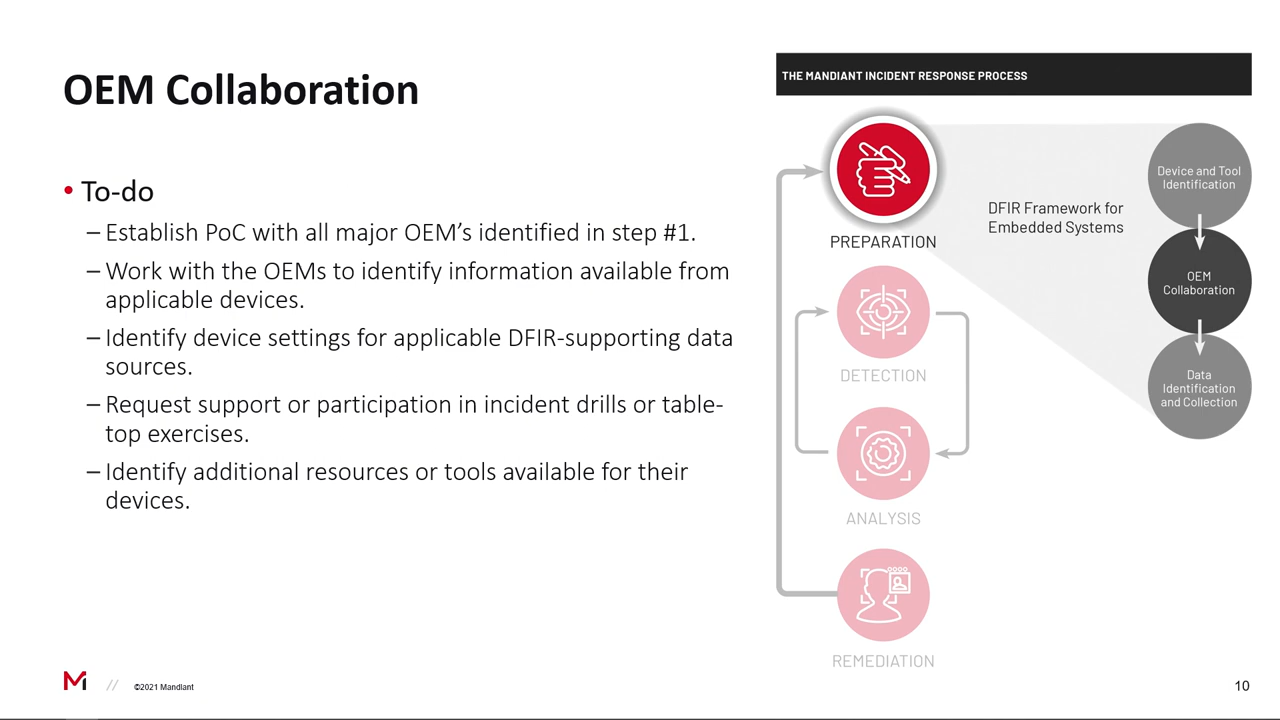 OEM Collaboration
• To-do
– Establish PoC with all major OEM’s identified in step #1.
– Work with the OEMs to identify information available from
applicable devices.
– Identify device settings for applicable DFIR-supporting data
sources.
– Request support or participation in incident drills or table-
top exercises.
– Identify additional resources or tools available for their
devices.
THE MANDIANT INCIDENT RESPONSE PROCESS
PREPARATION
DETECTION
ANALYSIS
REMEDIATION
DFIR Framework for
Embedded Systems
Device and Tool
Identification
OEM
Collaboration
Data
Identification
and Collection
M // ©2021 Mandiant
10